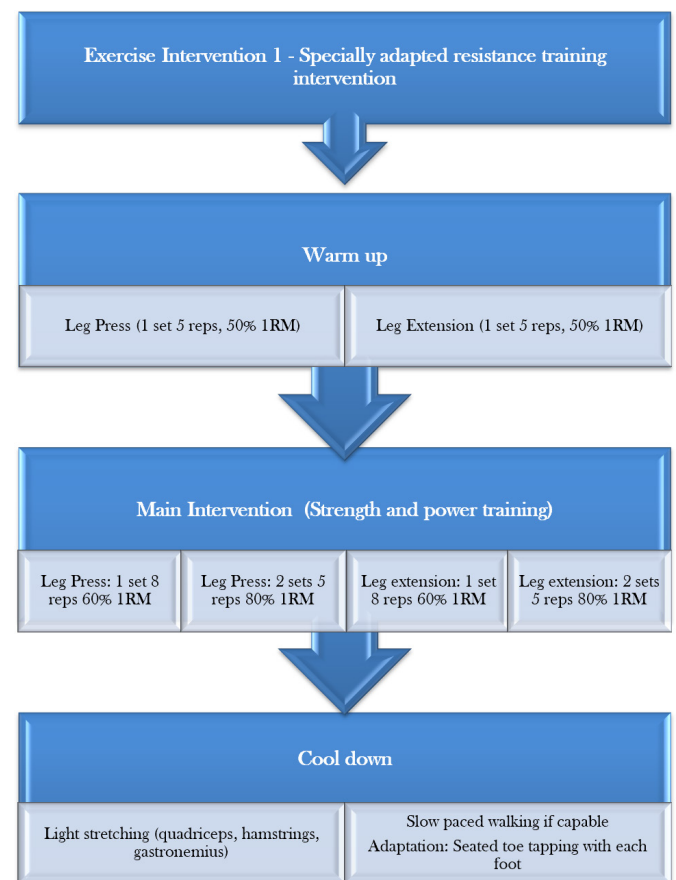 Exercise Intervention 1 - Specially adapted resistance training
intervention
Warm up
Leg Press (1 set 5 reps, 50% 1RM)
Leg Extension (1 set 5 reps, 50% 1RM)
Main Intervention (Strength and power training)
Leg Press: 1 set 8
reps 60% 1RM
Leg Press: 2 sets 5
reps 80% 1RM
Leg extension: 1 set
8 reps 60% 1RM
Leg extension: 2 sets
5 reps 80% 1RM
Cool down
Light stretching (quadriceps, hamstrings,
gastronemius)
Slow paced walking if capable
Adaptation: Seated toe tapping with each
foot